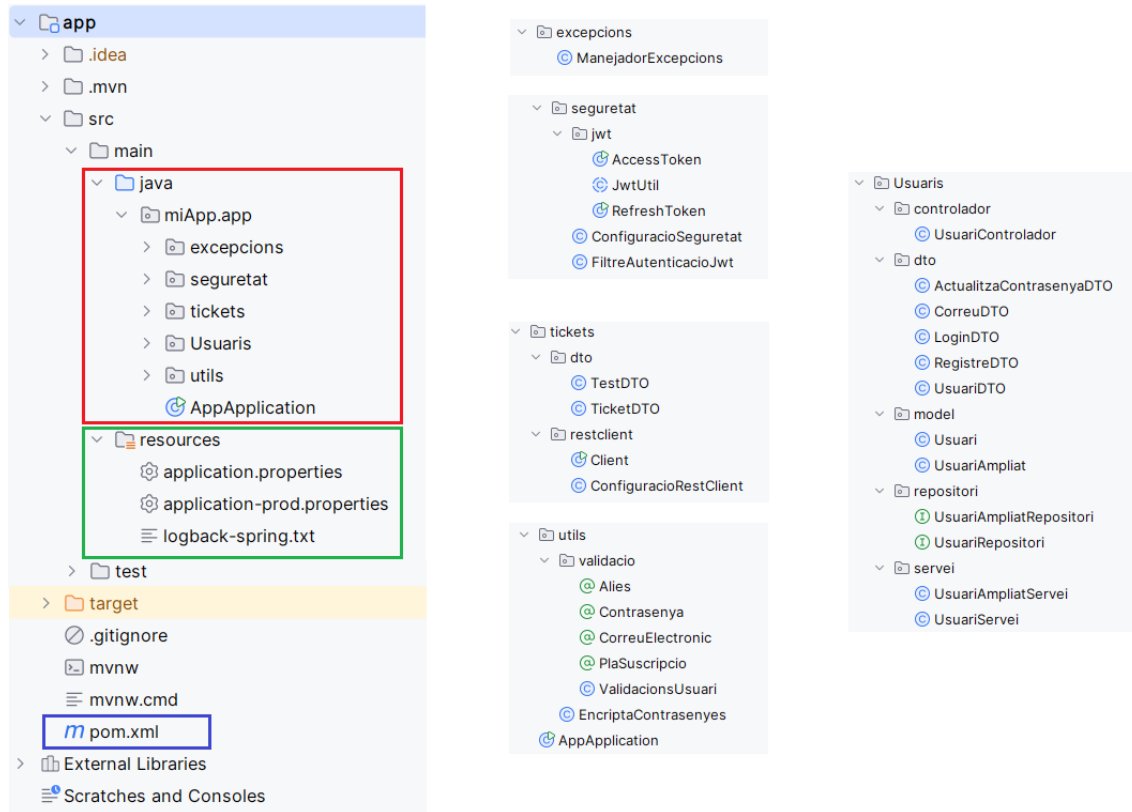 app
.idea
.mvn
src
main
java
miApp.app
excepcions
seguretat
tickets
Usuaris
utils
AppApplication
resources
application.properties
application-prod.properties
logback-spring.txt
test
target
.gitignore
mvnw
mvnw.cmd
pom.xml
External Libraries
Scratches and Consoles
excepcions
ManejadorExcepcions
seguretat
jwt
AccessToken
JwtUtil
RefreshToken
ConfiguracioSeguretat
FiltreAutenticacioJwt
tickets
dto
TestDTO
TicketDTO
restclient
Client
ConfiguracioRestClient
utils
validacio
Alies
Contrasenya
CorreuElectronic
PlaSuscripcio
ValidacionsUsuari
EncriptaContrasenyes
AppApplication
Usuaris
controlador
UsuariControlador
dto
ActualitzaContrasenyaDTO
CorreuDTO
LoginDTO
RegistreDTO
UsuariDTO
model
Usuari
UsuariAmpliat
repositori
UsuariAmpliatRepositori
UsuariRepositori
servei
UsuariAmpliatServei
UsuariServei